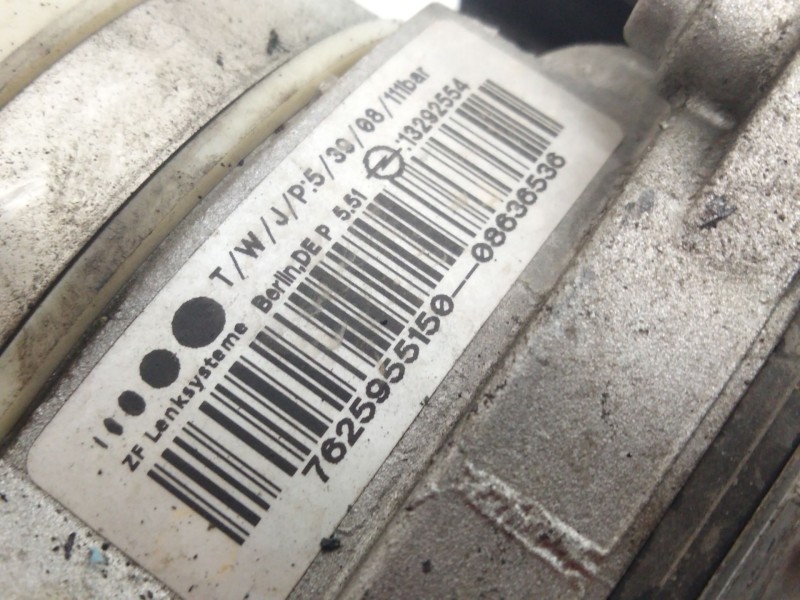 T/W/J/P:5/30/08/111bar
ZF Lenksysteme Berlin,DE P 5.51 .13292554
7625955150--08636536